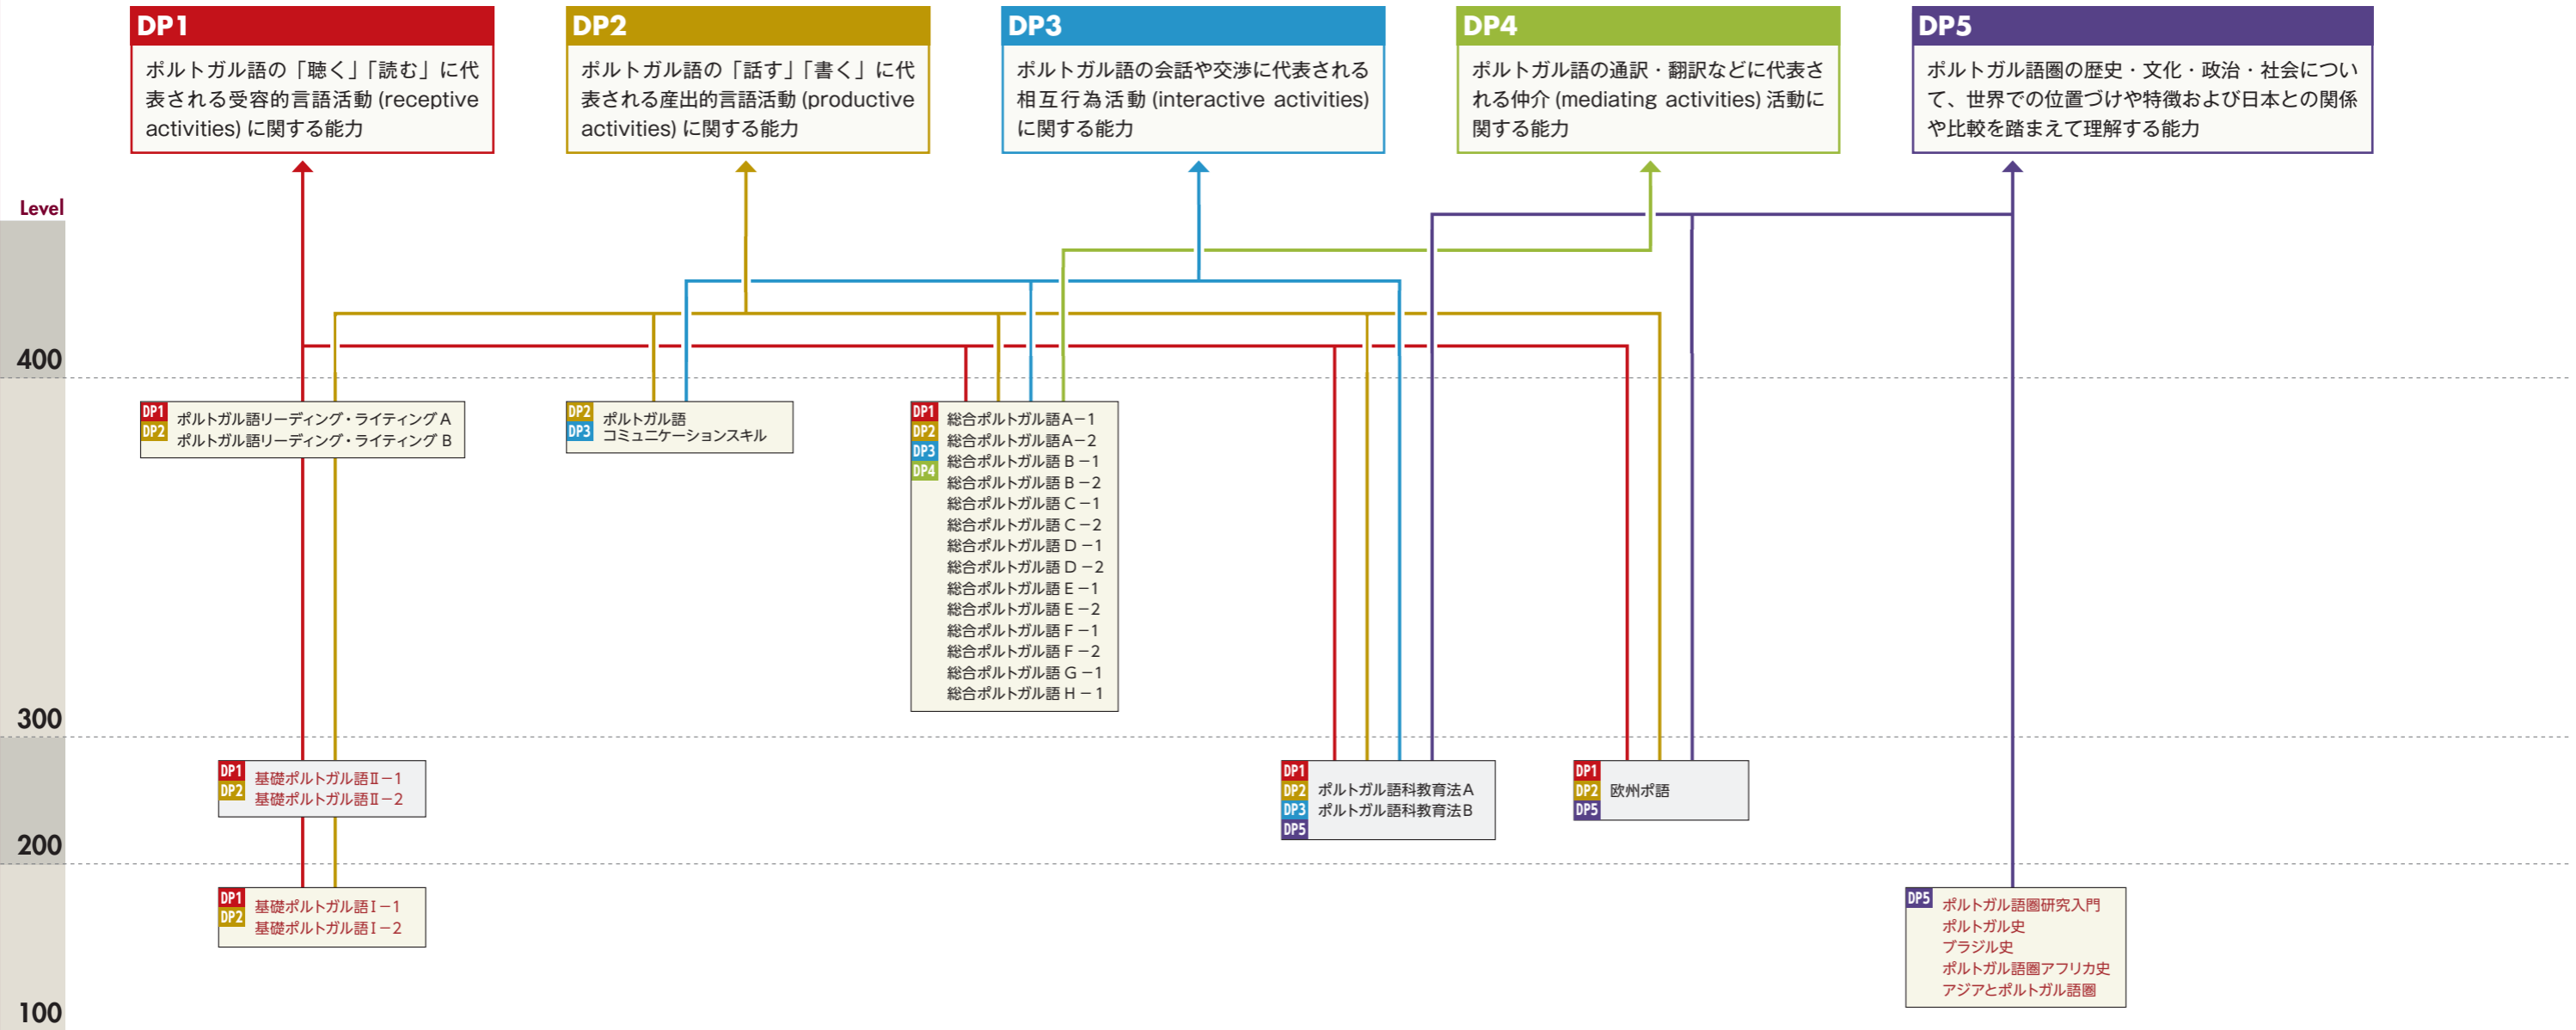 DP1
ポルトガル語の「聴く」「読む」に代
表される受容的言語活動 (receptive
activities) に関する能力
DP2
ポルトガル語の「話す」「書く」に代
表される産出的言語活動 (productive
activities) に関する能力
DP3
ポルトガル語の会話や交渉に代表される
相互行為活動 (interactive activities)
に関する能力
DP4
ポルトガル語の通訳・翻訳などに代表さ
れる仲介 (mediating activities) 活動に
関する能力
DP5
ポルトガル語圏の歴史・文化・政治・社会につい
て、世界での位置づけや特徴および日本との関係
や比較を踏まえて理解する能力
Level
400
DP1
DP2
ポルトガル語リーディング・ライティング A
ポルトガル語リーディング・ライティング B
DP2
DP3
ポルトガル語
コミュニケーションスキル
DP1
DP2
DP3
DP4
総合ポルトガル語A－1
総合ポルトガル語A－2
総合ポルトガル語 B －1
総合ポルトガル語 B －2
総合ポルトガル語 C －1
総合ポルトガル語 C －2
総合ポルトガル語 D －1
総合ポルトガル語 D －2
総合ポルトガル語 E －1
総合ポルトガル語 E －2
総合ポルトガル語 F －1
総合ポルトガル語 F －2
総合ポルトガル語 G －1
総合ポルトガル語 H －1
300
DP1
DP2
基礎ポルトガル語Ⅱ－1
基礎ポルトガル語Ⅱ－2
DP1
DP2
DP3
DP5
ポルトガル語科教育法A
ポルトガル語科教育法B
DP1
DP2
DP5
欧州ポ語
200
DP1
DP2
基礎ポルトガル語Ⅰ－1
基礎ポルトガル語Ⅰ－2
DP5
ポルトガル語圏研究入門
ポルトガル史
ブラジル史
ポルトガル語圏アフリカ史
アジアとポルトガル語圏
100